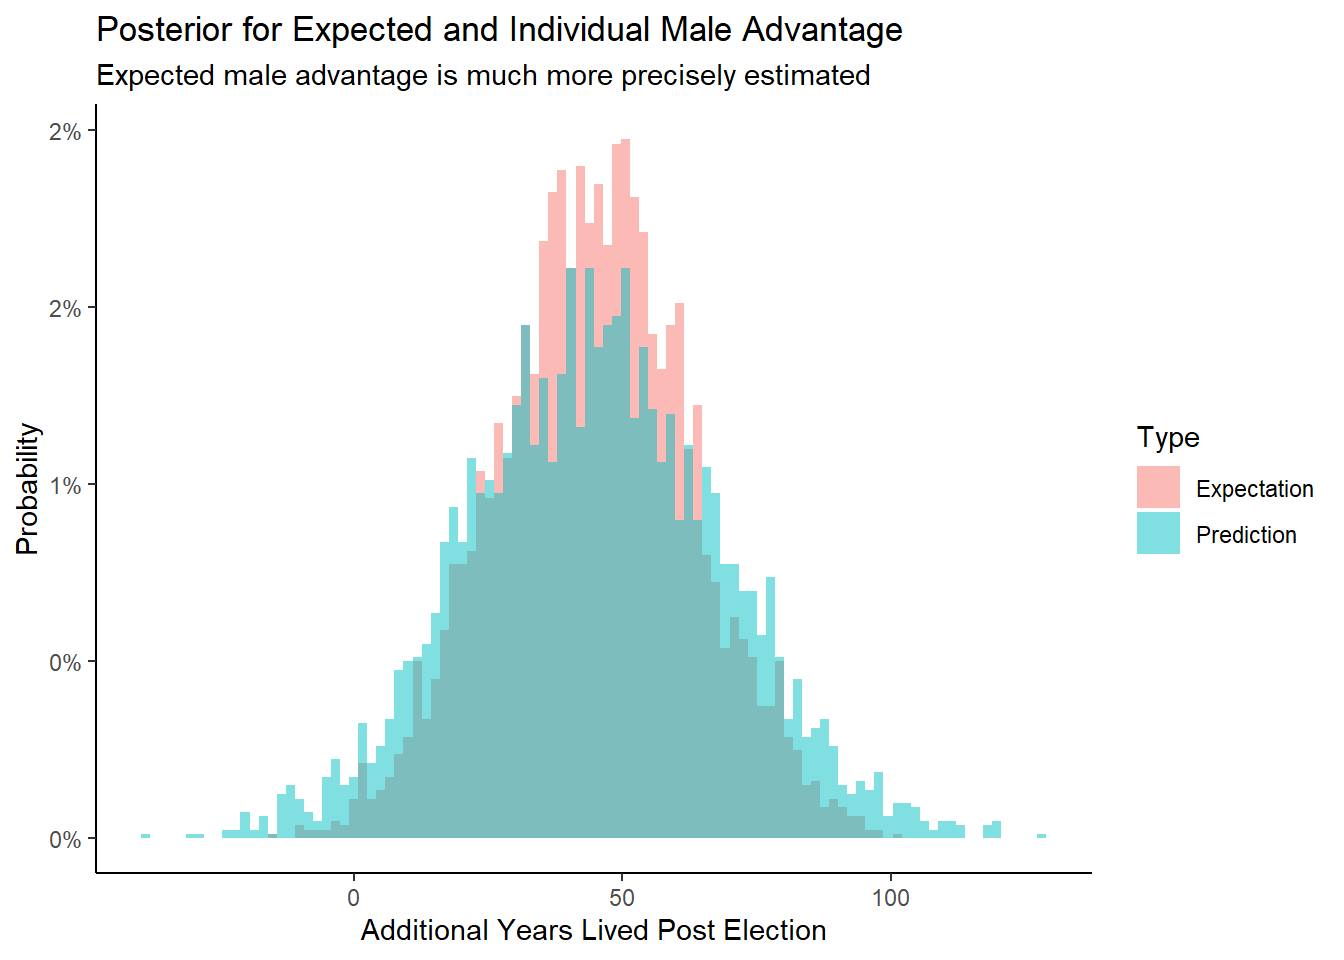 Posterior for Expected and Individual Male Advantage
Expected male advantage is much more precisely estimated
2%
2%
1%
0%
0%
Probability
0
50
100
Additional Years Lived Post Election
Type
Expectation
Prediction